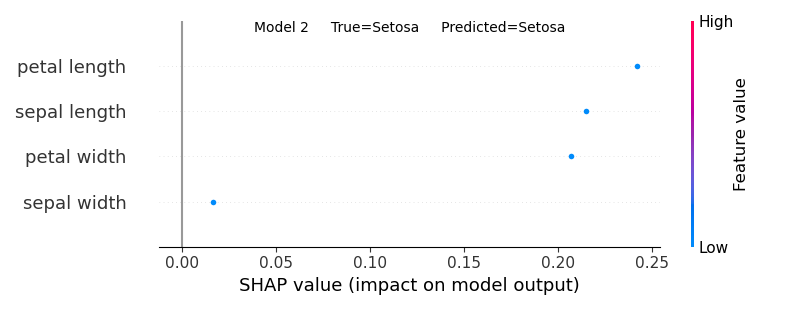 Model 2 True=Setosa Predicted=Setosa
High
petal length
sepal length
petal width
sepal width
Feature value
Low
0.00 0.05 0.10 0.15 0.20 0.25
SHAP value (impact on model output)